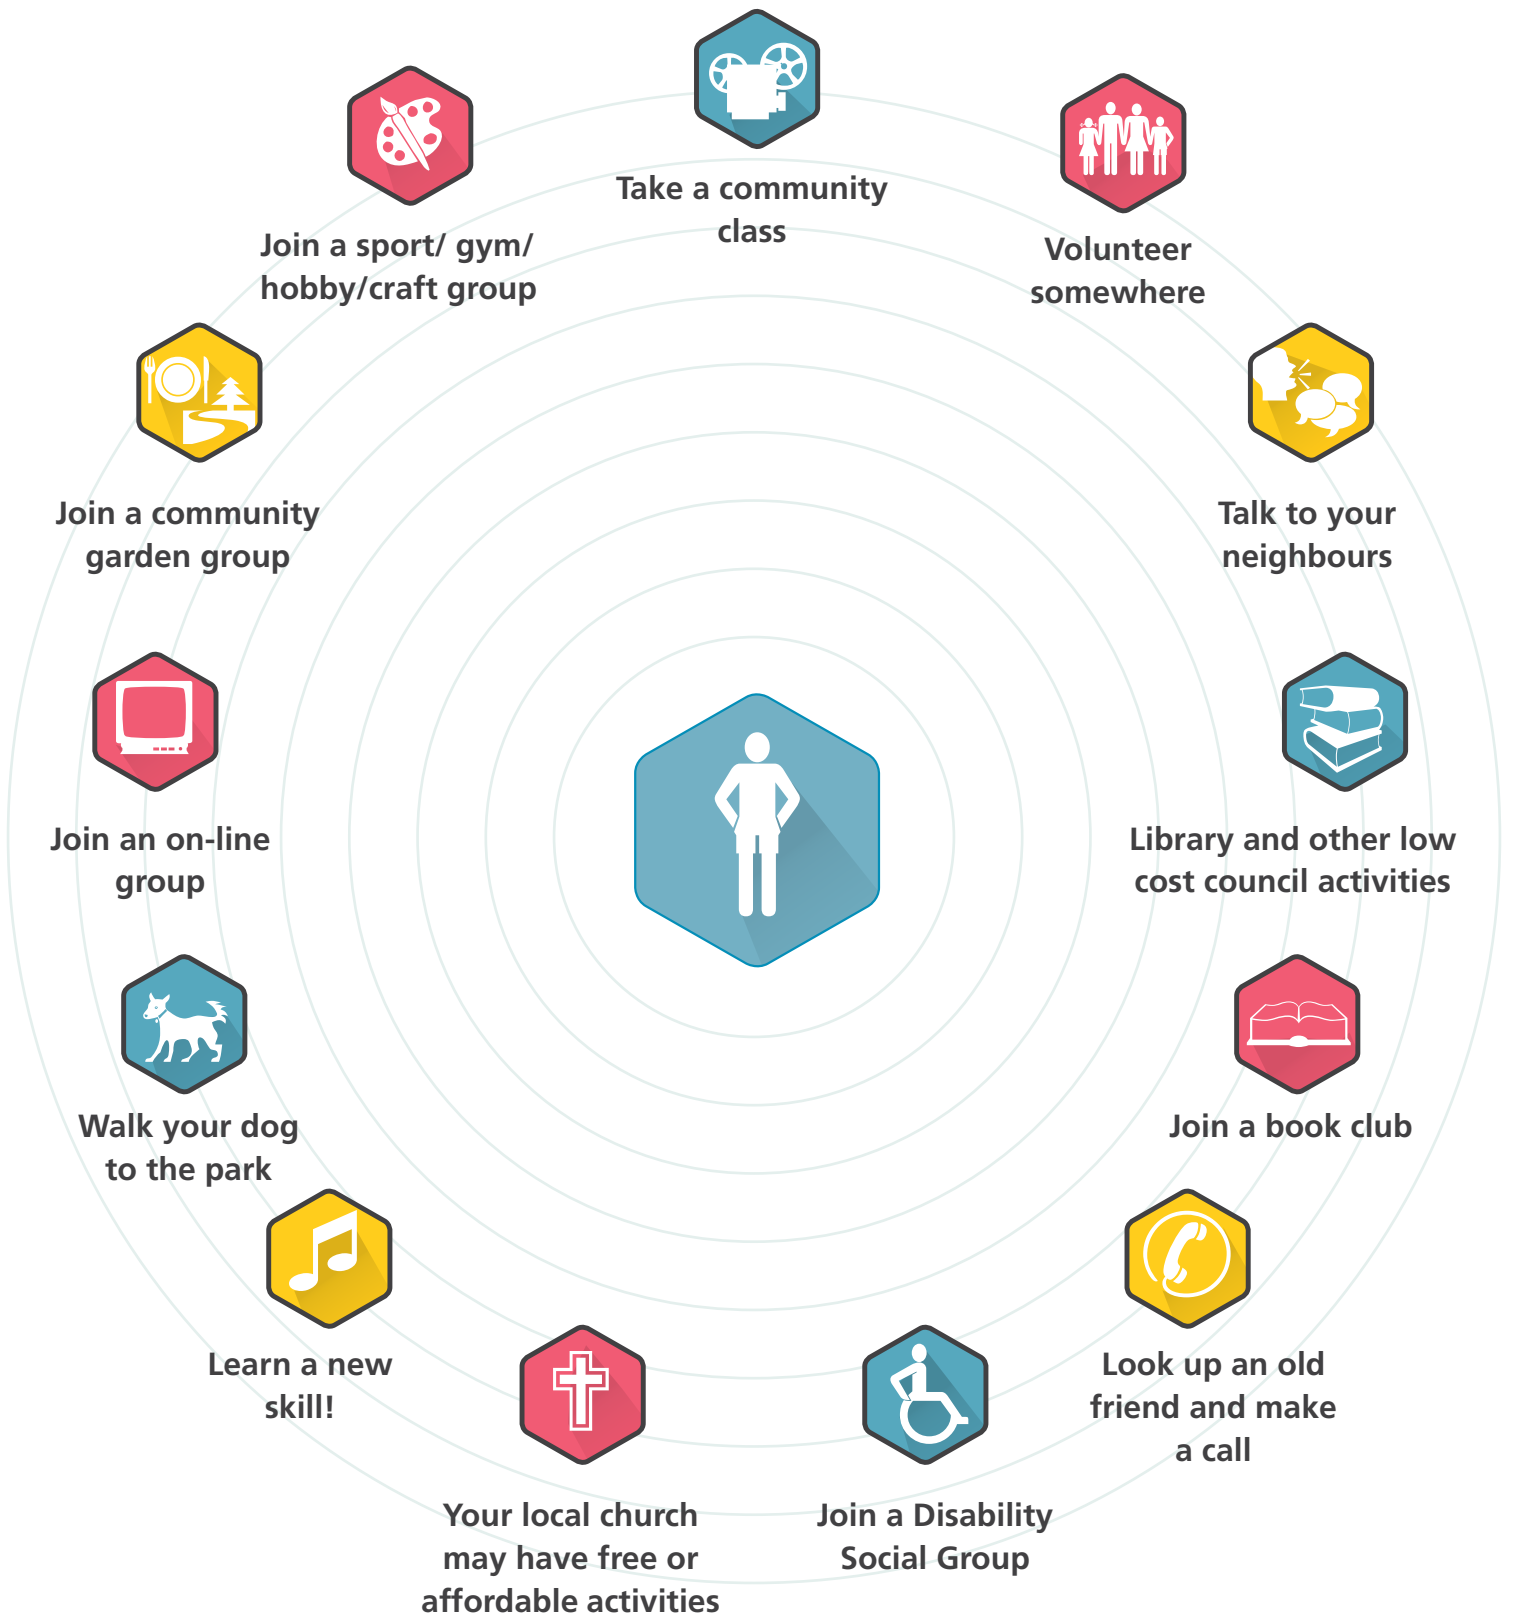 Take a community
class
Join a sport/ gym/
hobby/craft group
Volunteer
somewhere
Join a community
garden group
Talk to your
neighbours
Join an on-line
group
Library and other low
cost council activities
Walk your dog
to the park
Join a book club
Learn a new
skill!
Look up an old
friend and make
a call
Your local church
may have free or
affordable activities
Join a Disability
Social Group